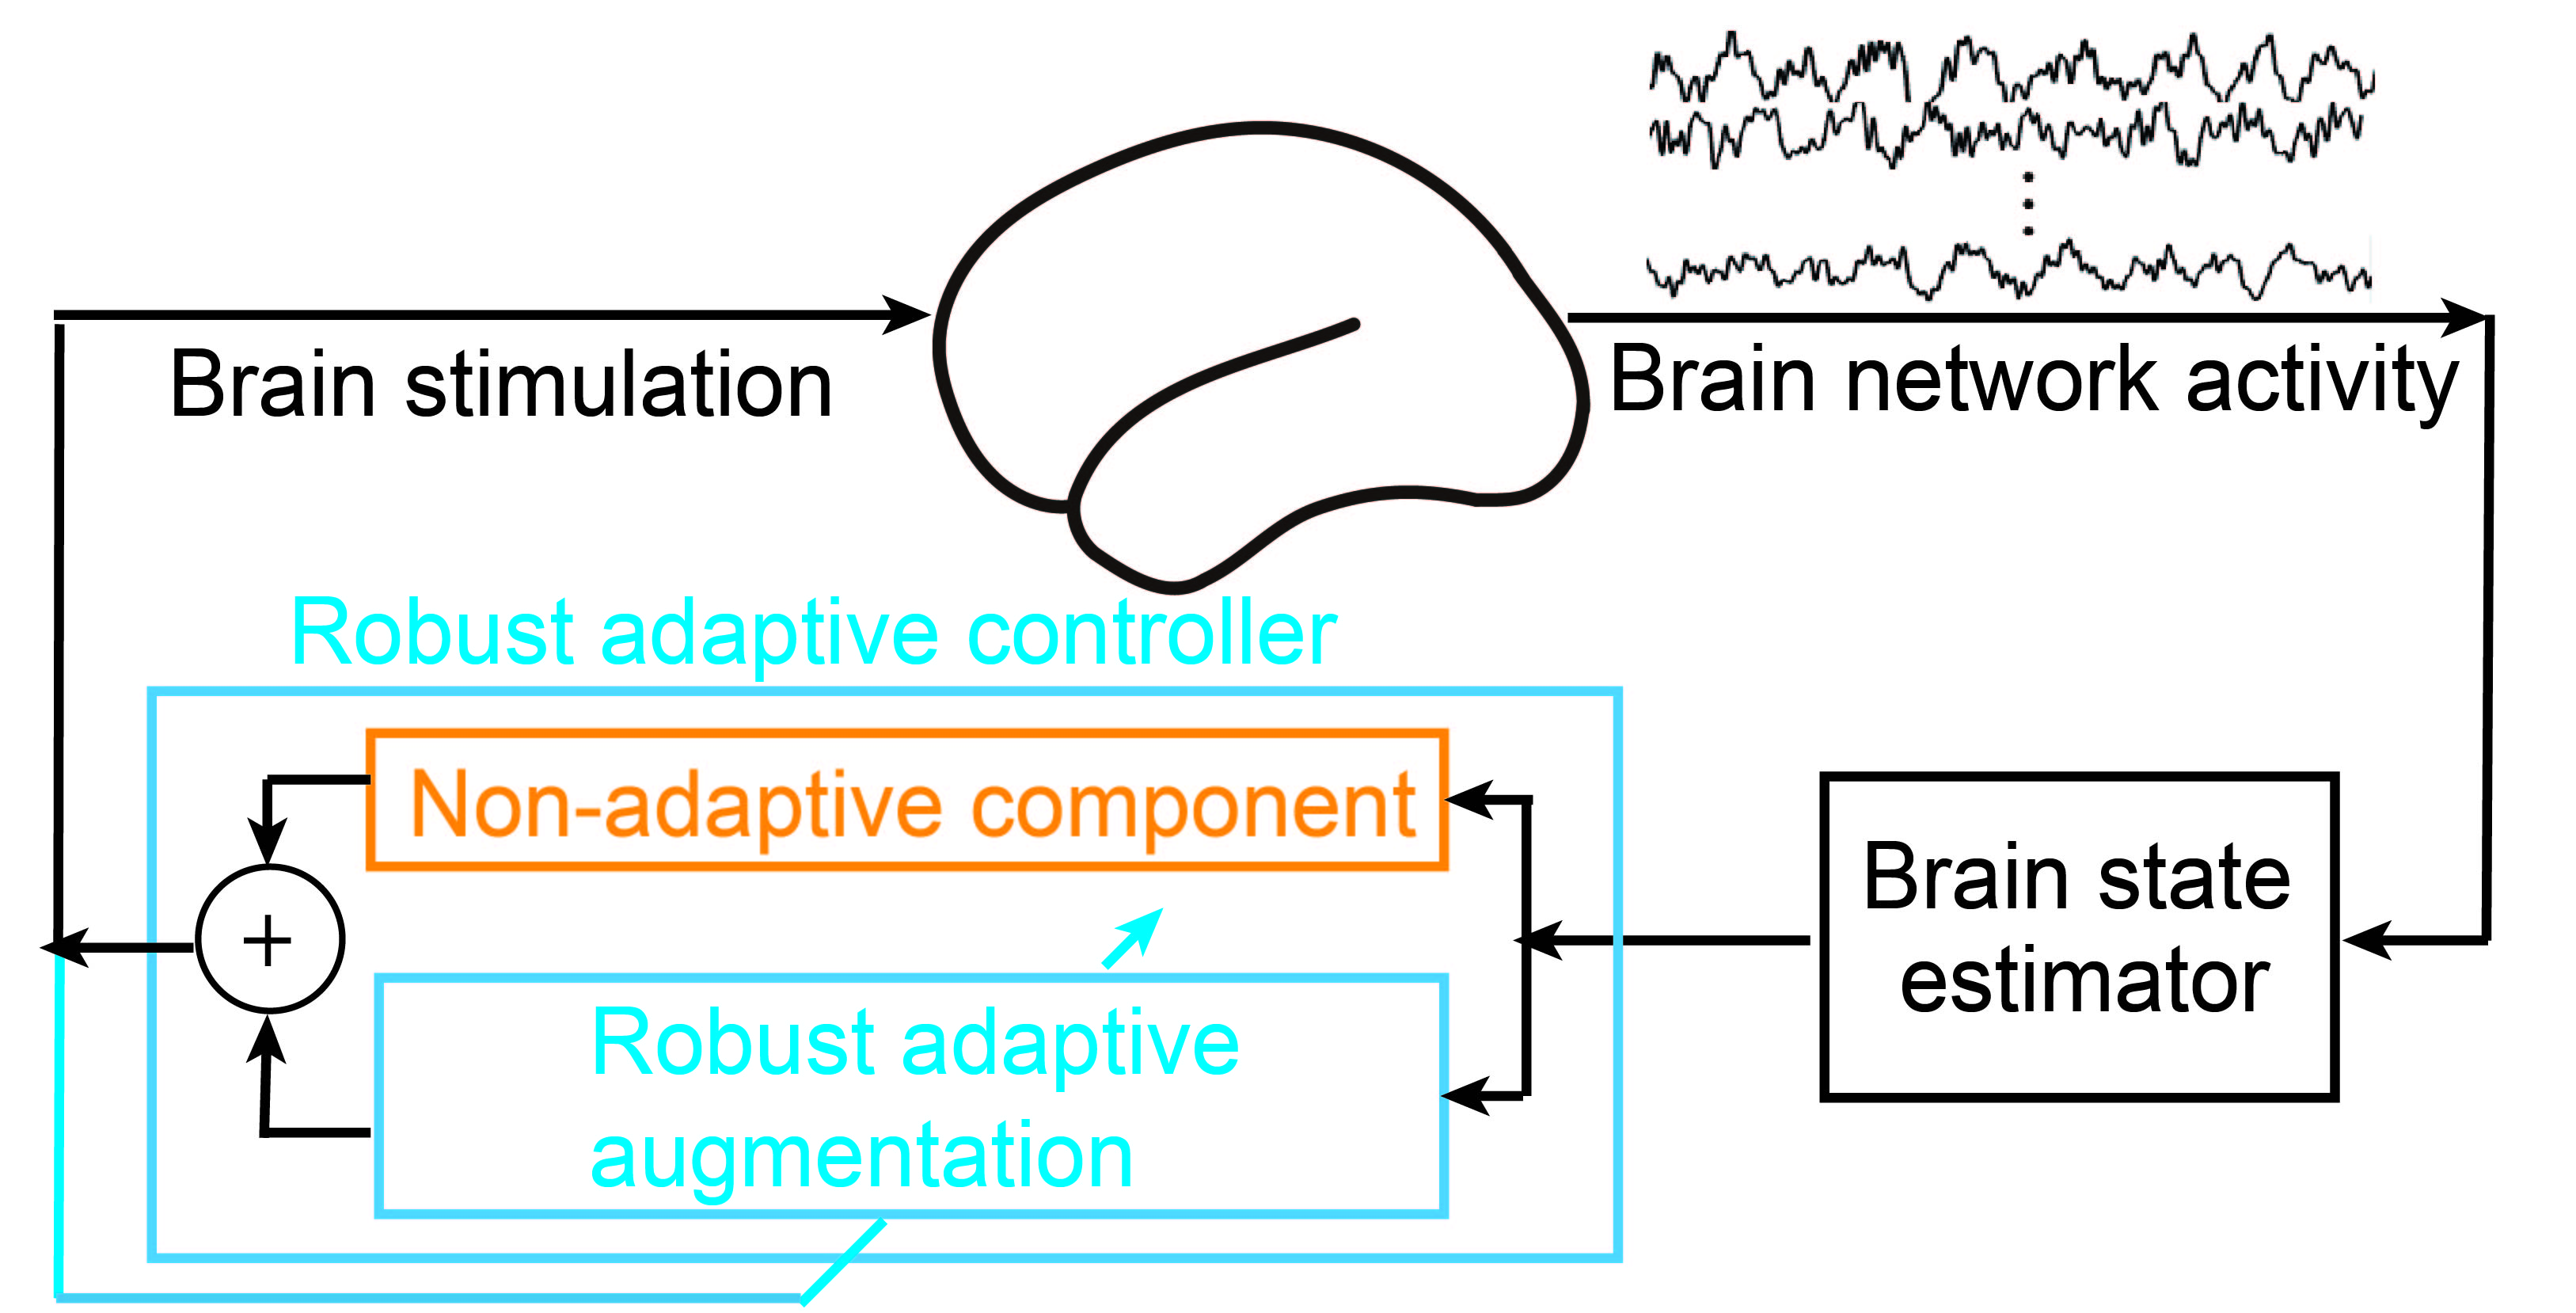 Brain stimulation
Brain network activity
Robust adaptive controller
Non-adaptive component
+
Robust adaptive
augmentation
Brain state
estimator